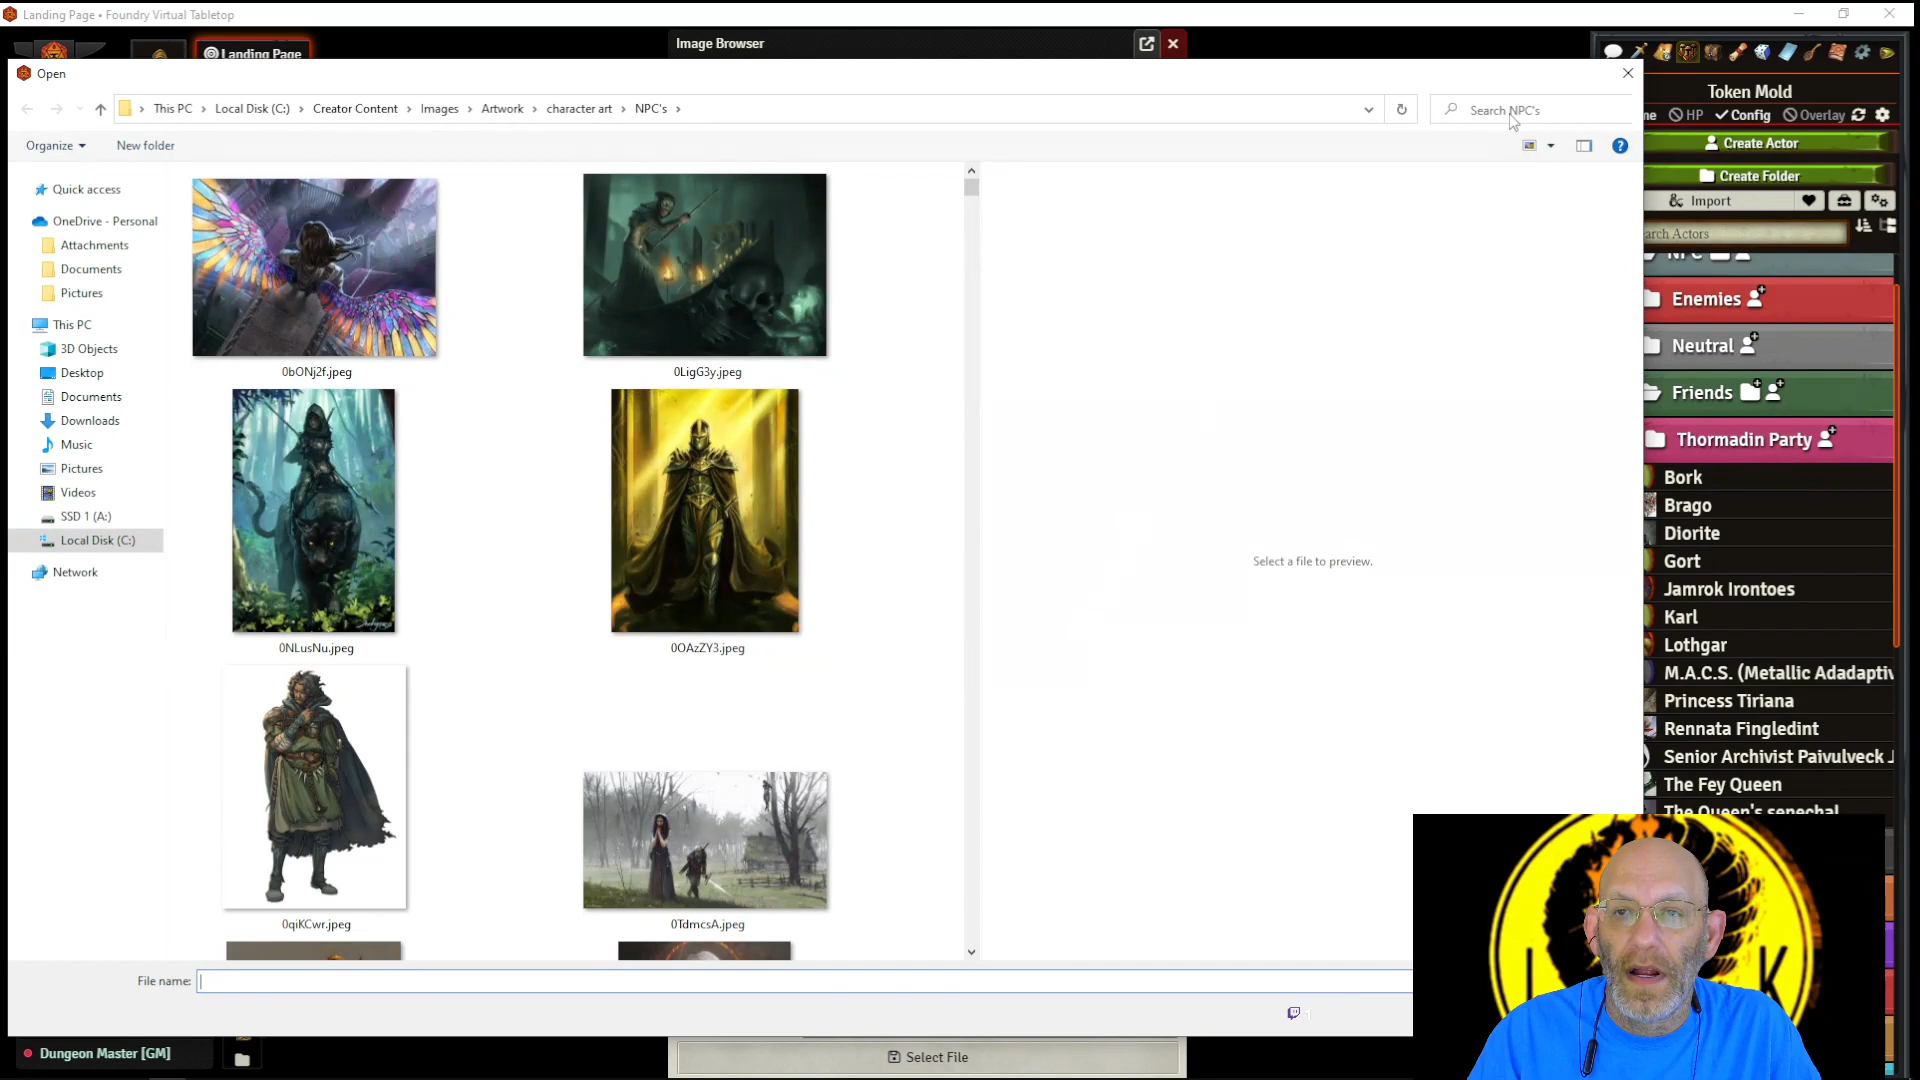 Landing Page • Foundry Virtual Tabletop
Landing Page
Image Browser
Open
This PC > Local Disk (C:) > Creator Content > Images > Artwork > character art > NPC's >
Search NPC's
Organize
New folder
Quick access
OneDrive - Personal
Attachments
Documents
Pictures
This PC
3D Objects
Desktop
Documents
Downloads
Music
Pictures
Videos
SSD 1 (A:)
Local Disk (C:)
Network
0bONj2f.jpeg
0LigG3y.jpeg
0NLusNu.jpeg
0OAzZY3.jpeg
0qiKCwr.jpeg
0TdmcsA.jpeg
Select a file to preview.
File name:
1
Dungeon Master [GM]
Select File
Token Mold
HP Config Overlay
Create Actor
Create Folder
Import
Actors
NPC
Enemies
Neutral
Friends
Thormadin Party
Bork
Brago
Diorite
Gort
Jamrok Irontoes
Karl
Lothgar
M.A.C.S. (Metallic Adadaptiv
Princess Tiriana
Rennata Fingledint
Senior Archivist Paivulveck J
The Fey Queen
The Queen's senechal